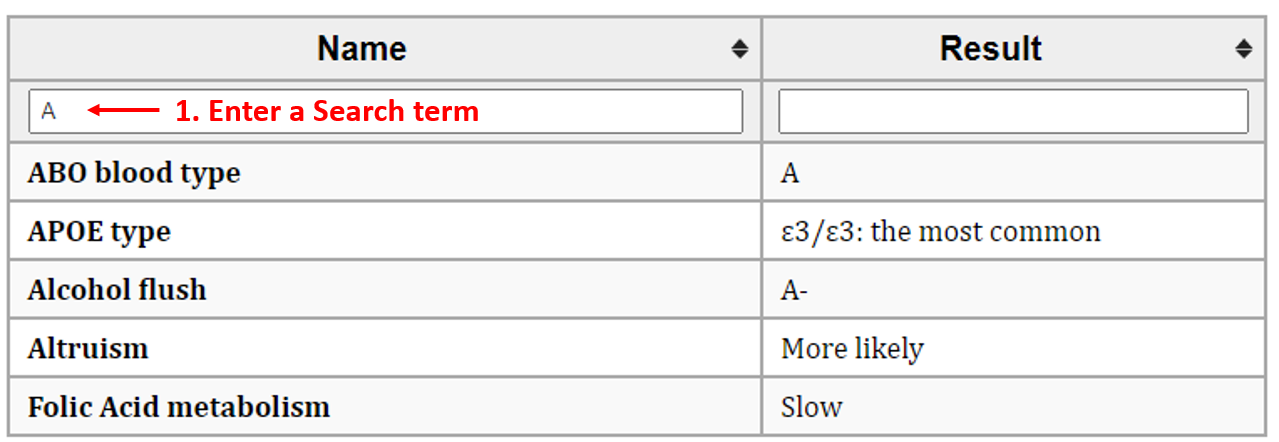 Name Result
A 1. Enter a Search term
ABO blood type A
APOE type ε3/ε3: the most common
Alcohol flush A-
Altruism More likely
Folic Acid metabolism Slow